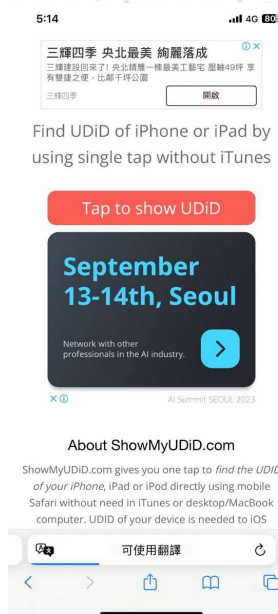 5:14
4G 80
三輝四季 央北最美 絢麗落成
三輝建設回來了! 央北精雕一棟最美工藝宅 壓軸49坪 享
有雙捷之便,比鄰千坪公園
三輝四季
開啟
Find UDiD of iPhone or iPad by
using single tap without iTunes
Tap to show UDiD
September
13-14th, Seoul
Network with other
professionals in the AI industry.
AI Summit SEOUL 2023
About ShowMyUDiD.com
ShowMyUDiD.com gives you one tap to find the UDID
of your iPhone, iPad or iPod directly using mobile
Safari without need in iTunes or desktop/MacBook
computer. UDID of your device is needed to iOS
可使用翻譯